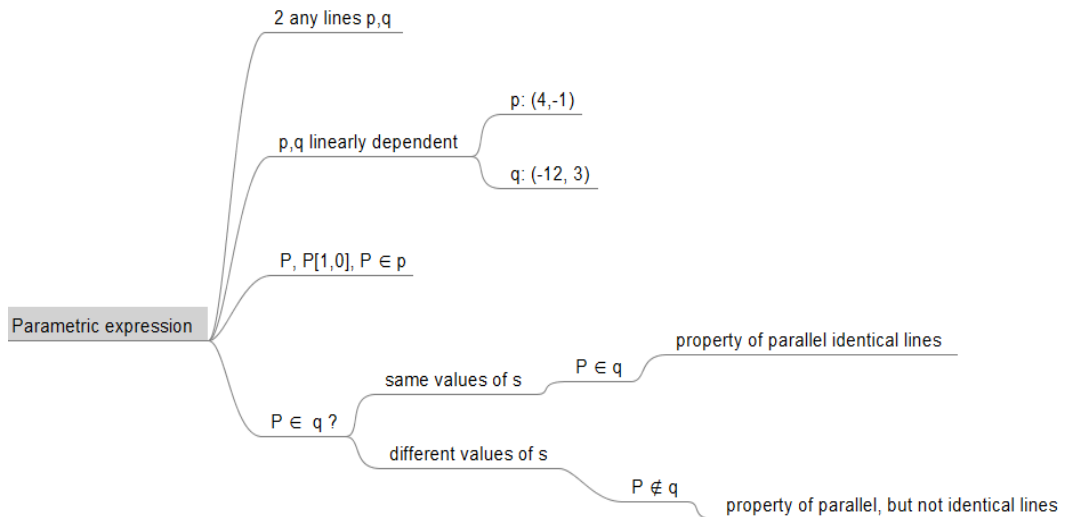 2 any lines p,q
p: (4,-1)
p,q linearly dependent
q: (-12, 3)
P, P[1,0], P ∈ p
Parametric expression
property of parallel identical lines
P ∈ q
same values of s
P ∈ q ?
different values of s
P ∉ q
property of parallel, but not identical lines